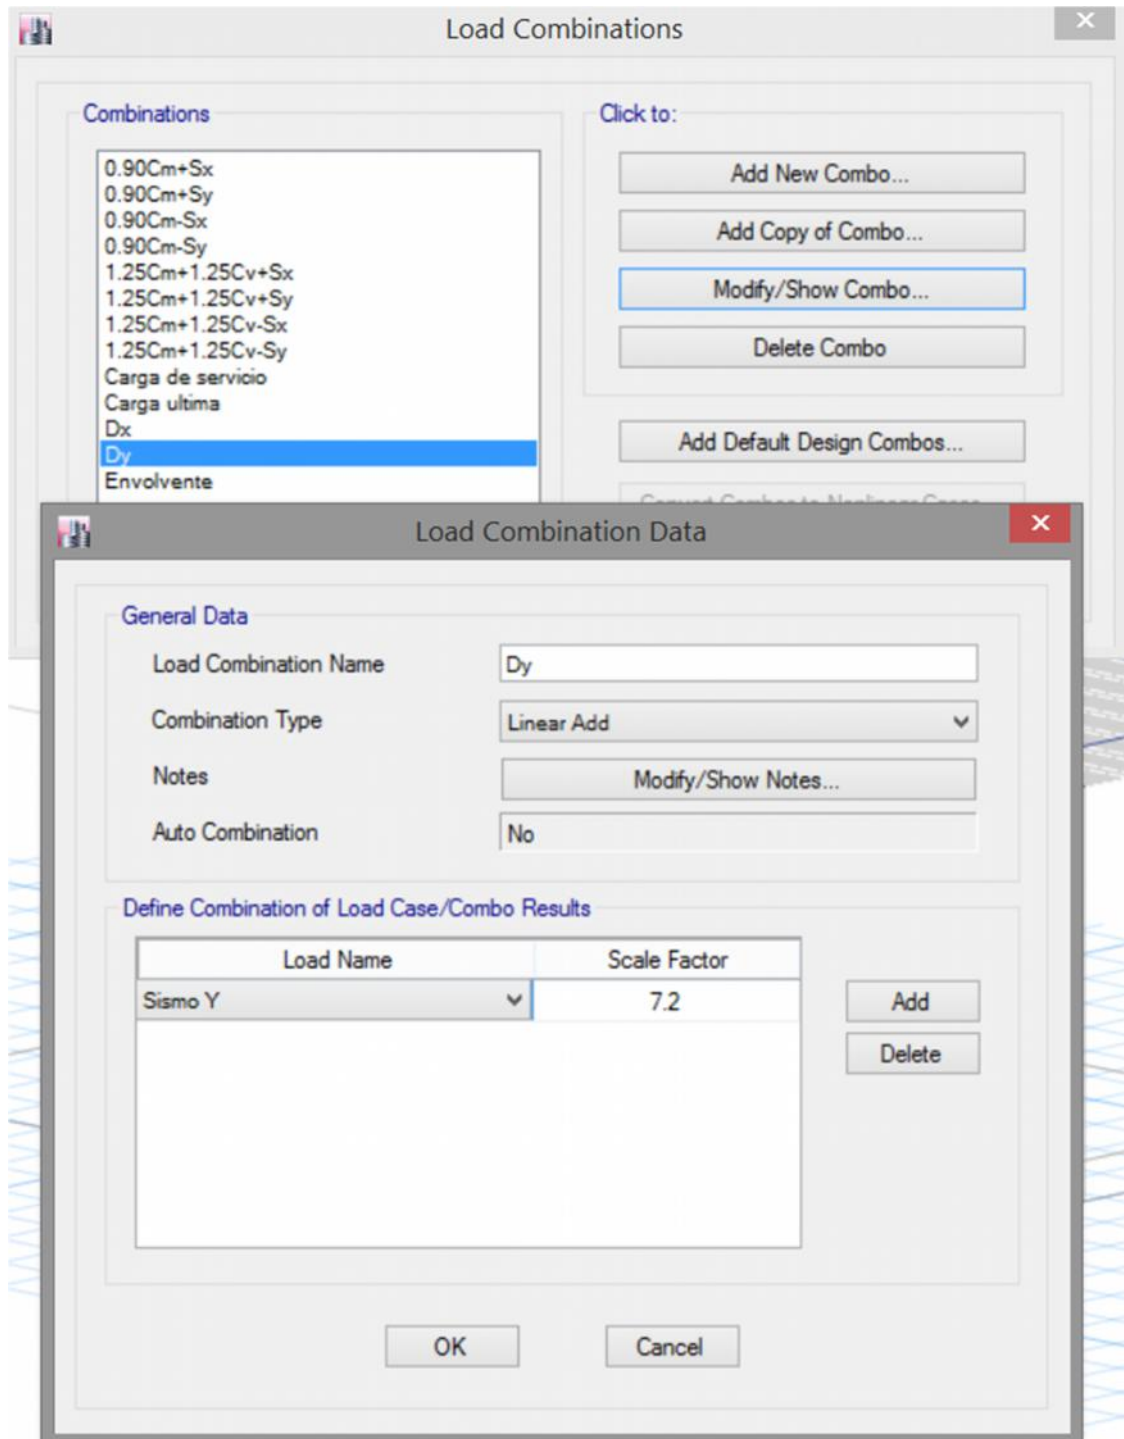 Load Combinations
Combinations
0.90Cm+Sx
0.90Cm+Sy
0.90Cm-Sx
0.90Cm-Sy
1.25Cm+1.25Cv+Sx
1.25Cm+1.25Cv+Sy
1.25Cm+1.25Cv-Sx
1.25Cm+1.25Cv-Sy
Carga de servicio
Carga ultima
Dx
Dy
Envolvente
Click to:
Add New Combo...
Add Copy of Combo...
Modify/Show Combo...
Delete Combo
Add Default Design Combos...
Convert Combos to Nonlinear Cases
Load Combination Data
General Data
Load Combination Name Dy
Combination Type Linear Add
Notes Modify/Show Notes...
Auto Combination No
Define Combination of Load Case/Combo Results
Load Name Scale Factor
Sismo Y 7.2
Add
Delete
OK Cancel